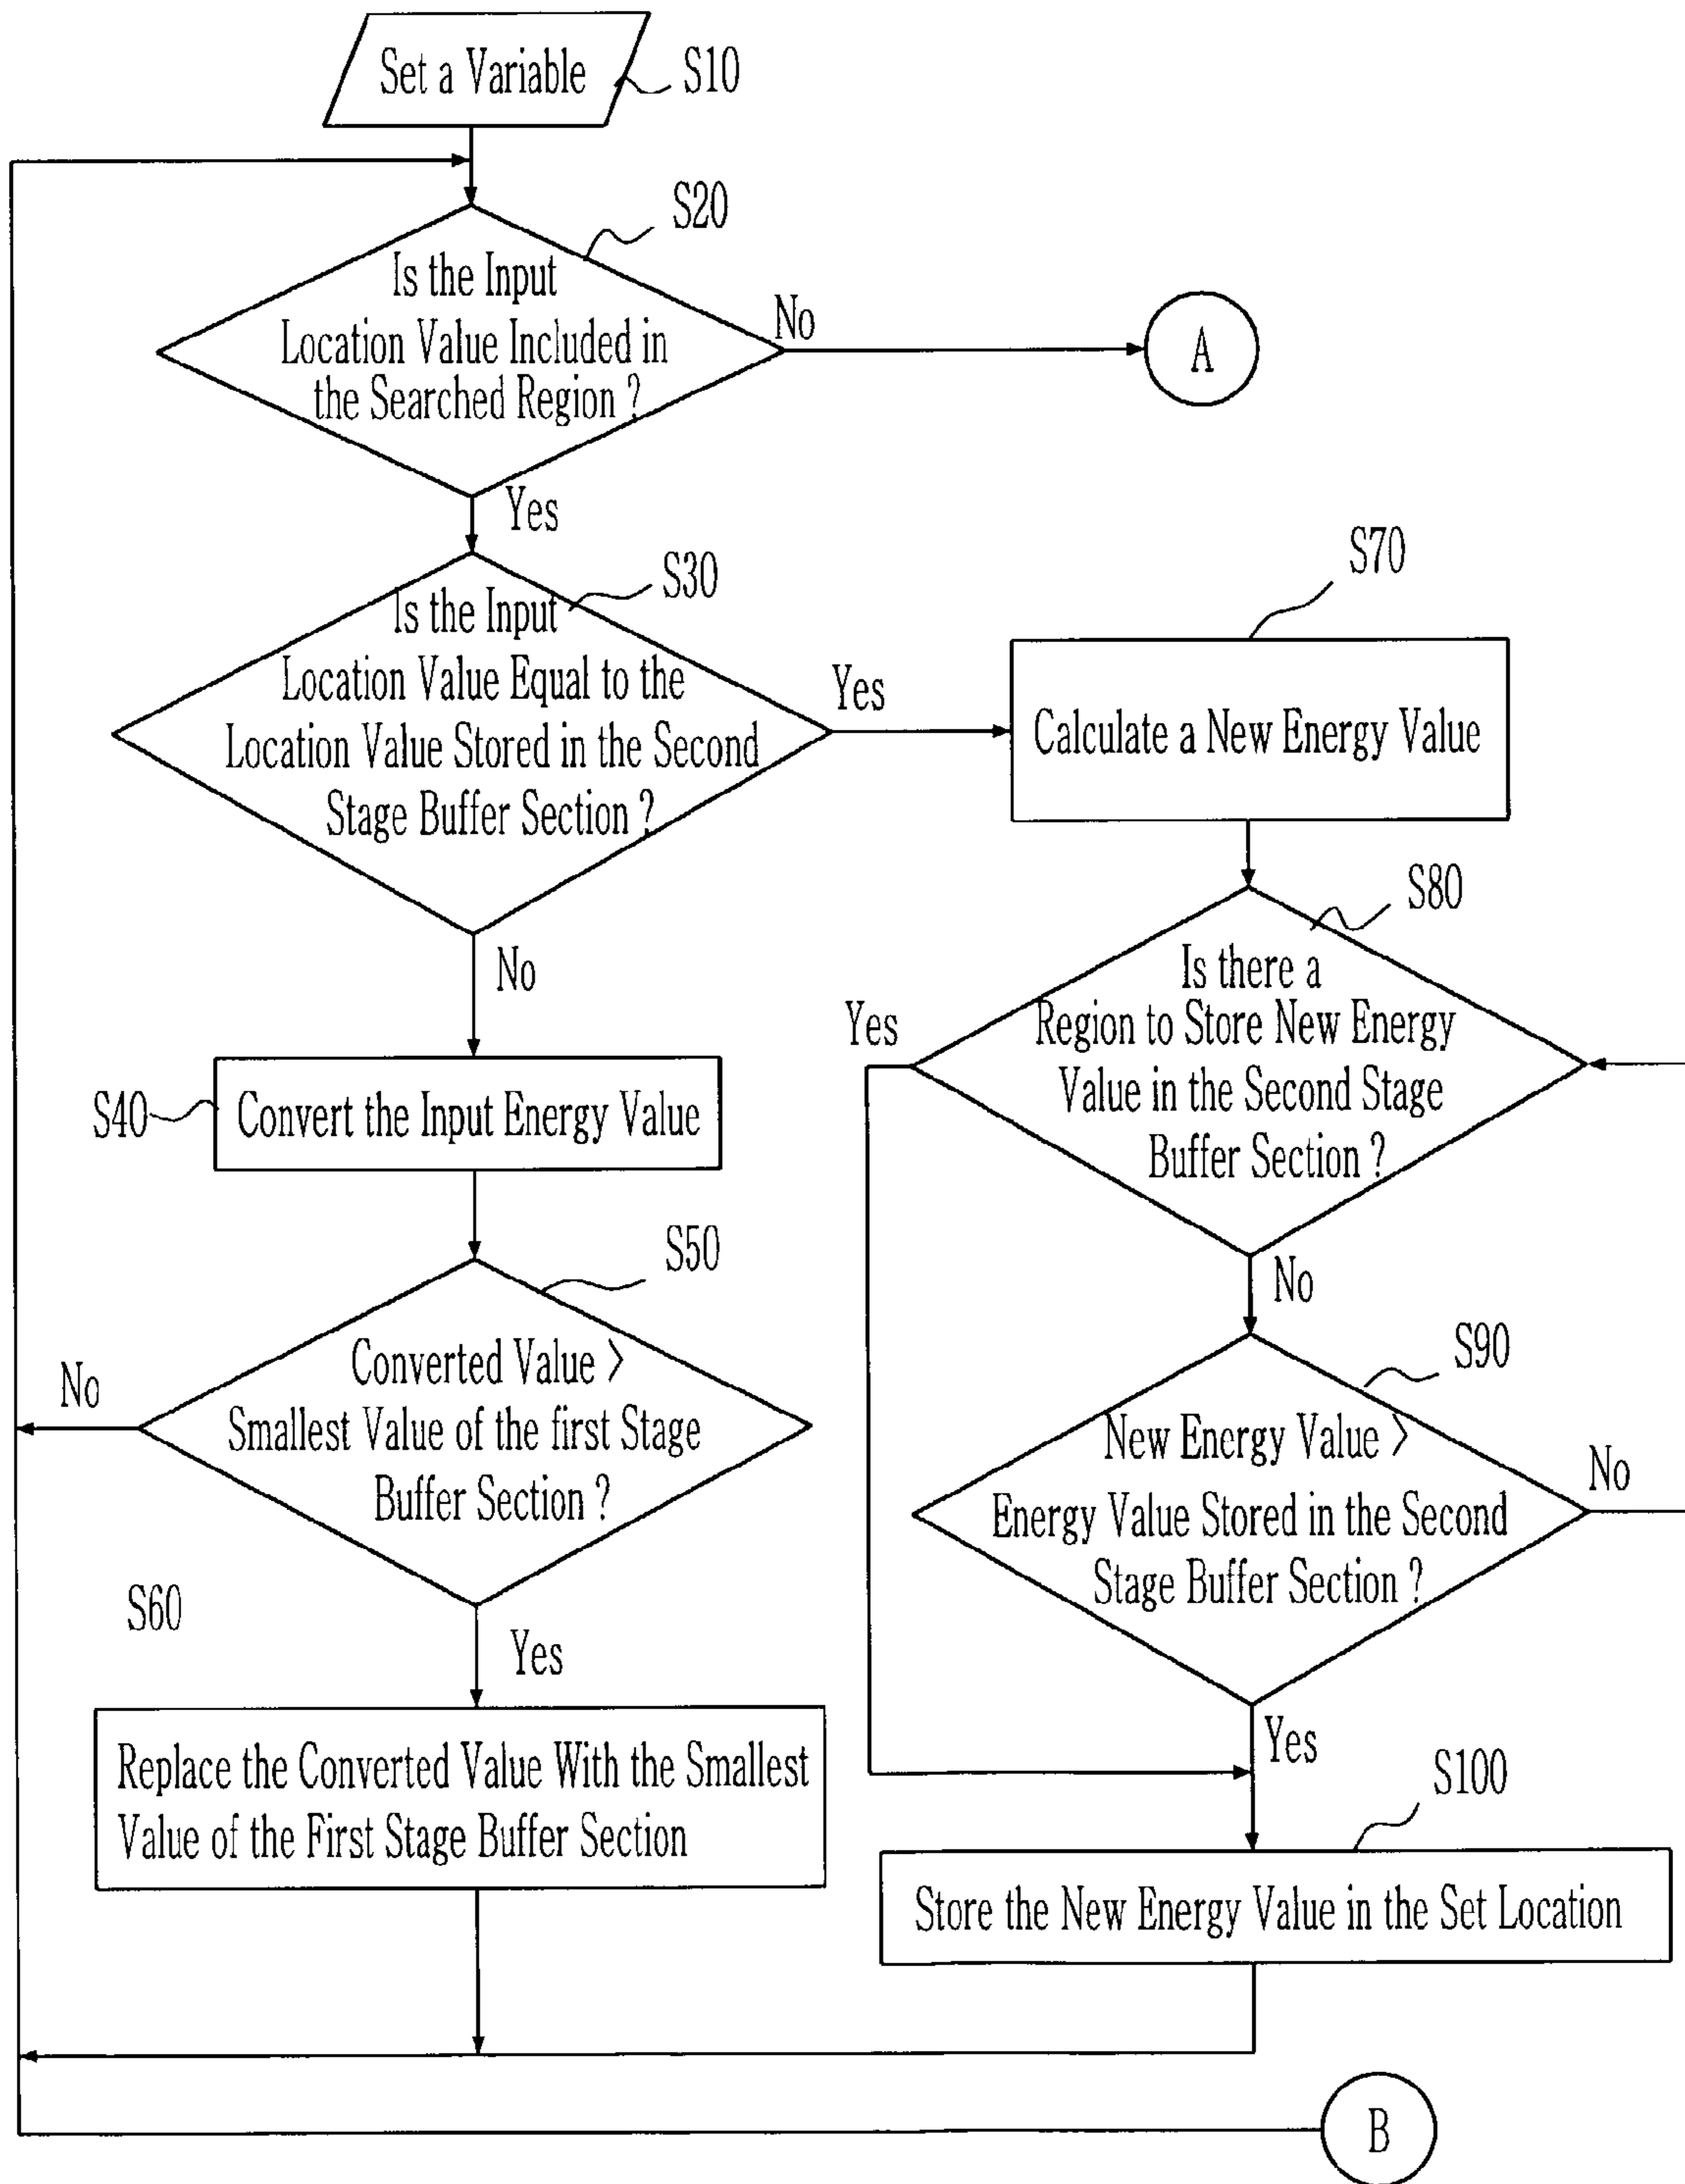 Set a Variable
S10
S20
Is the Input
Location Value Included in
the Searched Region ?
No
A
Yes
S30
Is the Input
Location Value Equal to the
Location Value Stored in the Second
Stage Buffer Section ?
Yes
S70
Calculate a New Energy Value
No
S40
Convert the Input Energy Value
S80
Is there a
Region to Store New Energy
Value in the Second Stage
Buffer Section ?
Yes
No
S50
Converted Value >
Smallest Value of the first Stage
Buffer Section ?
No
S90
New Energy Value >
Energy Value Stored in the Second
Stage Buffer Section ?
No
S60
Yes
Replace the Converted Value With the Smallest
Value of the First Stage Buffer Section
Yes
S100
Store the New Energy Value in the Set Location
B